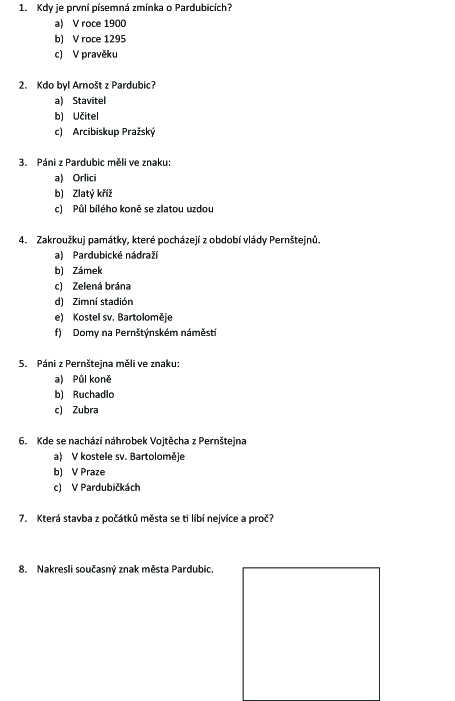 1. Kdy je první písemná zmínka o Pardubicích?
a) V roce 1900
b) V roce 1295
c) V pravěku
2. Kdo byl Arnošt z Pardubic?
a) Stavitel
b) Učitel
c) Arcibiskup Pražský
3. Páni z Pardubic měli ve znaku:
a) Orlici
b) Zlatý kříž
c) Půl bílého koně se zlatou uzdou
4. Zakroužkuj památky, které pocházejí z období vlády Pernštejnů.
a) Pardubické nádraží
b) Zámek
c) Zelená brána
d) Zimní stadión
e) Kostel sv. Bartoloměje
f) Domy na Pernštýnském náměstí
5. Páni z Pernštejna měli ve znaku:
a) Půl koně
b) Ruchadlo
c) Zubra
6. Kde se nachází náhrobek Vojtěcha z Pernštejna
a) V kostele sv. Bartoloměje
b) V Praze
c) V Pardubičkách
7. Která stavba z počátků města se ti líbí nejvíce a proč?
8. Nakresli současný znak města Pardubic.